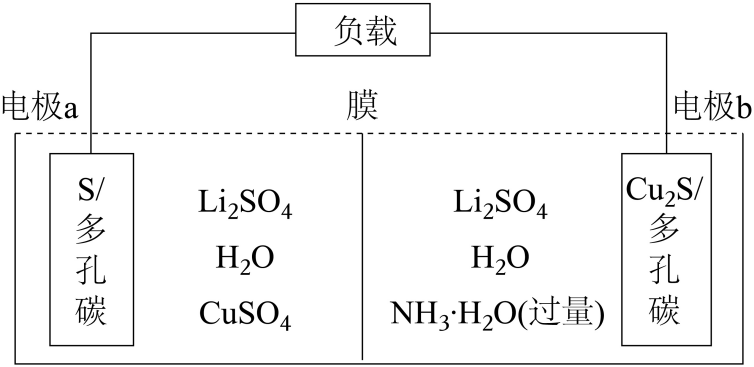 负载
电极a
膜
电极b
S/
多
孔
碳
Li₂SO₄
H₂O
CuSO₄
Li₂SO₄
H₂O
NH₃·H₂O(过量)
Cu₂S/
多
孔
碳